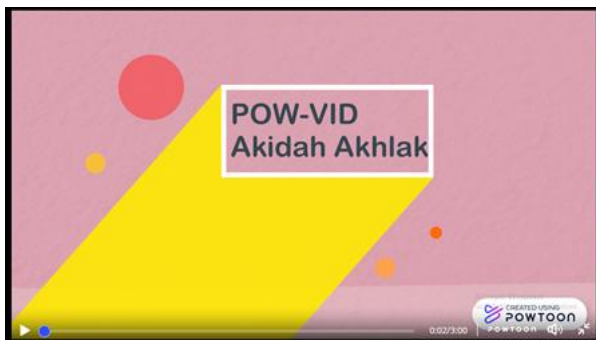 POW-VID
Akidah Akhlak
CREATED USING
POWTOON
0:02/3:00
POWTOON